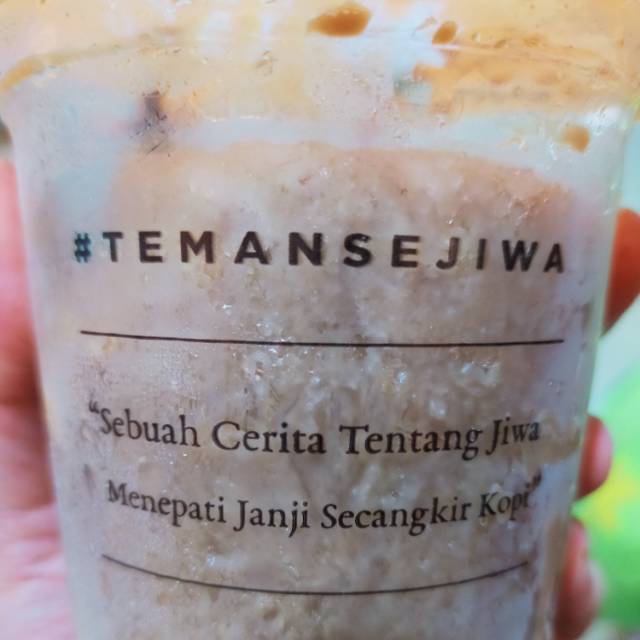 #TEMANSEJIWA
“Sebuah Cerita Tentang Jiwa
Menepati Janji Secangkir Kopi”